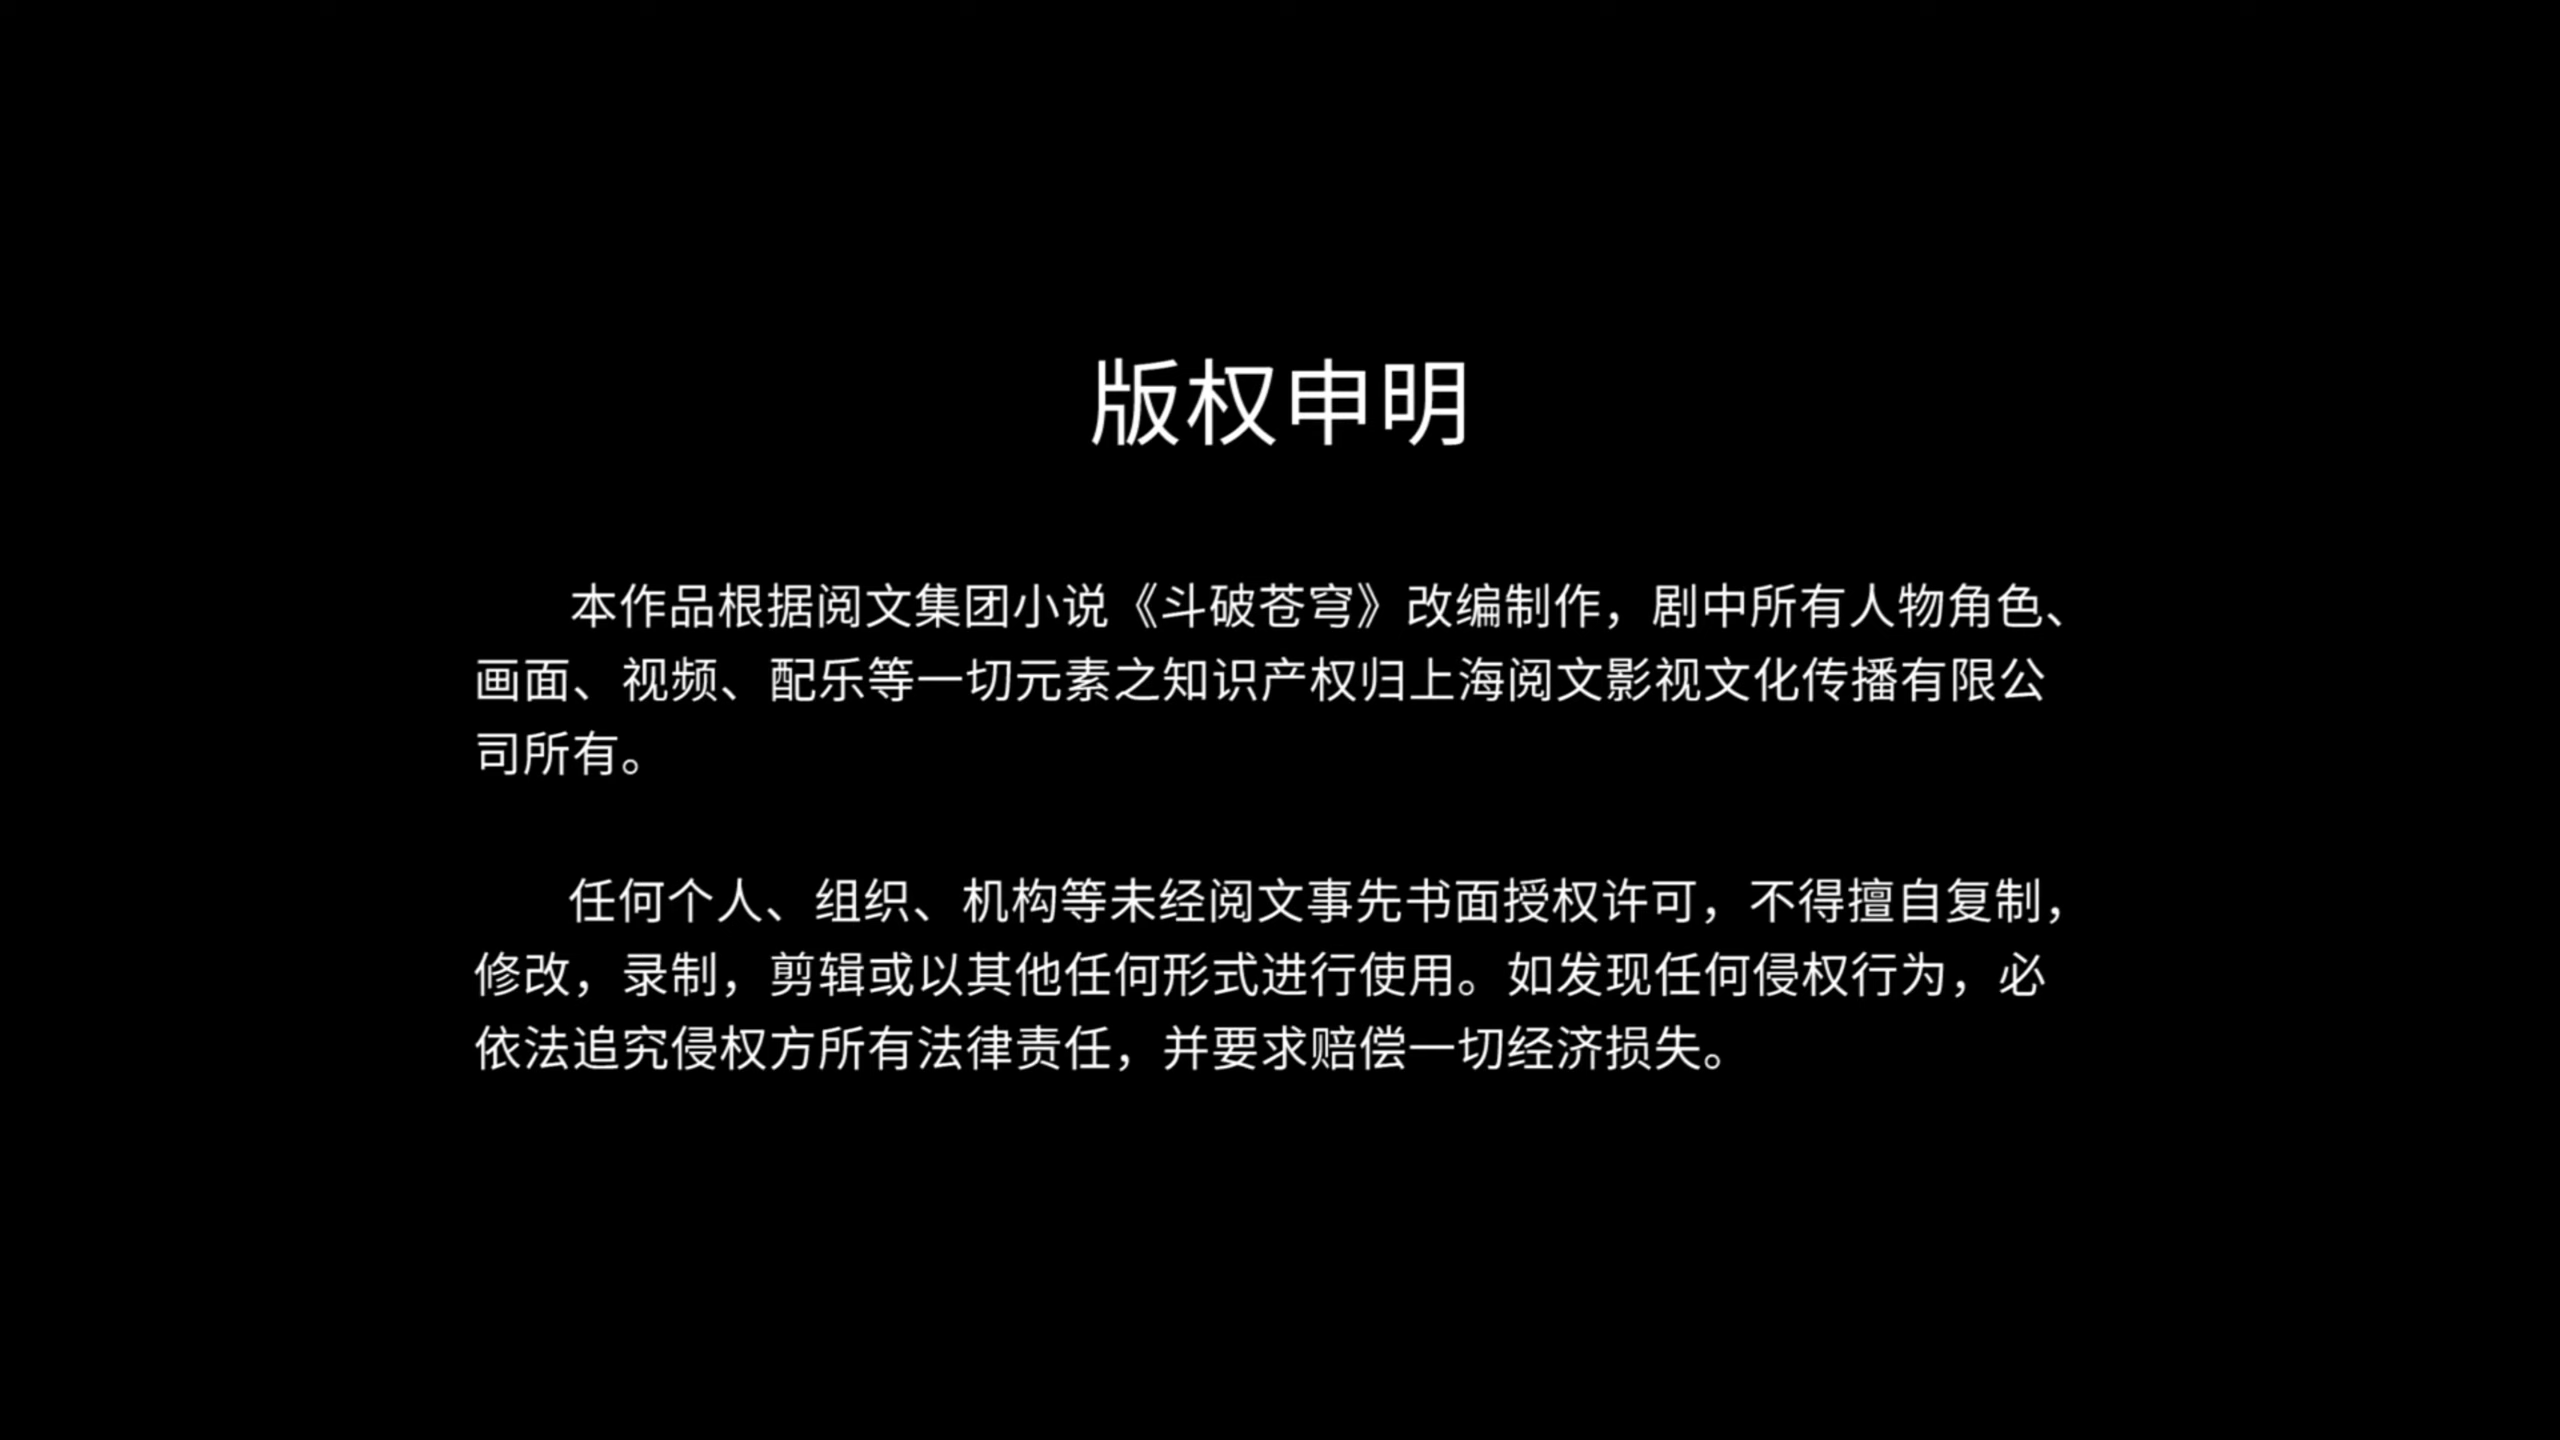 版权申明
本作品根据阅文集团小说《斗破苍穹》改编制作，剧中所有人物角色、
画面、视频、配乐等一切元素之知识产权归上海阅文影视文化传播有限公
司所有。
任何个人、组织、机构等未经阅文事先书面授权许可，不得擅自复制，
修改，录制，剪辑或以其他任何形式进行使用。如发现任何侵权行为，必
依法追究侵权方所有法律责任，并要求赔偿一切经济损失。